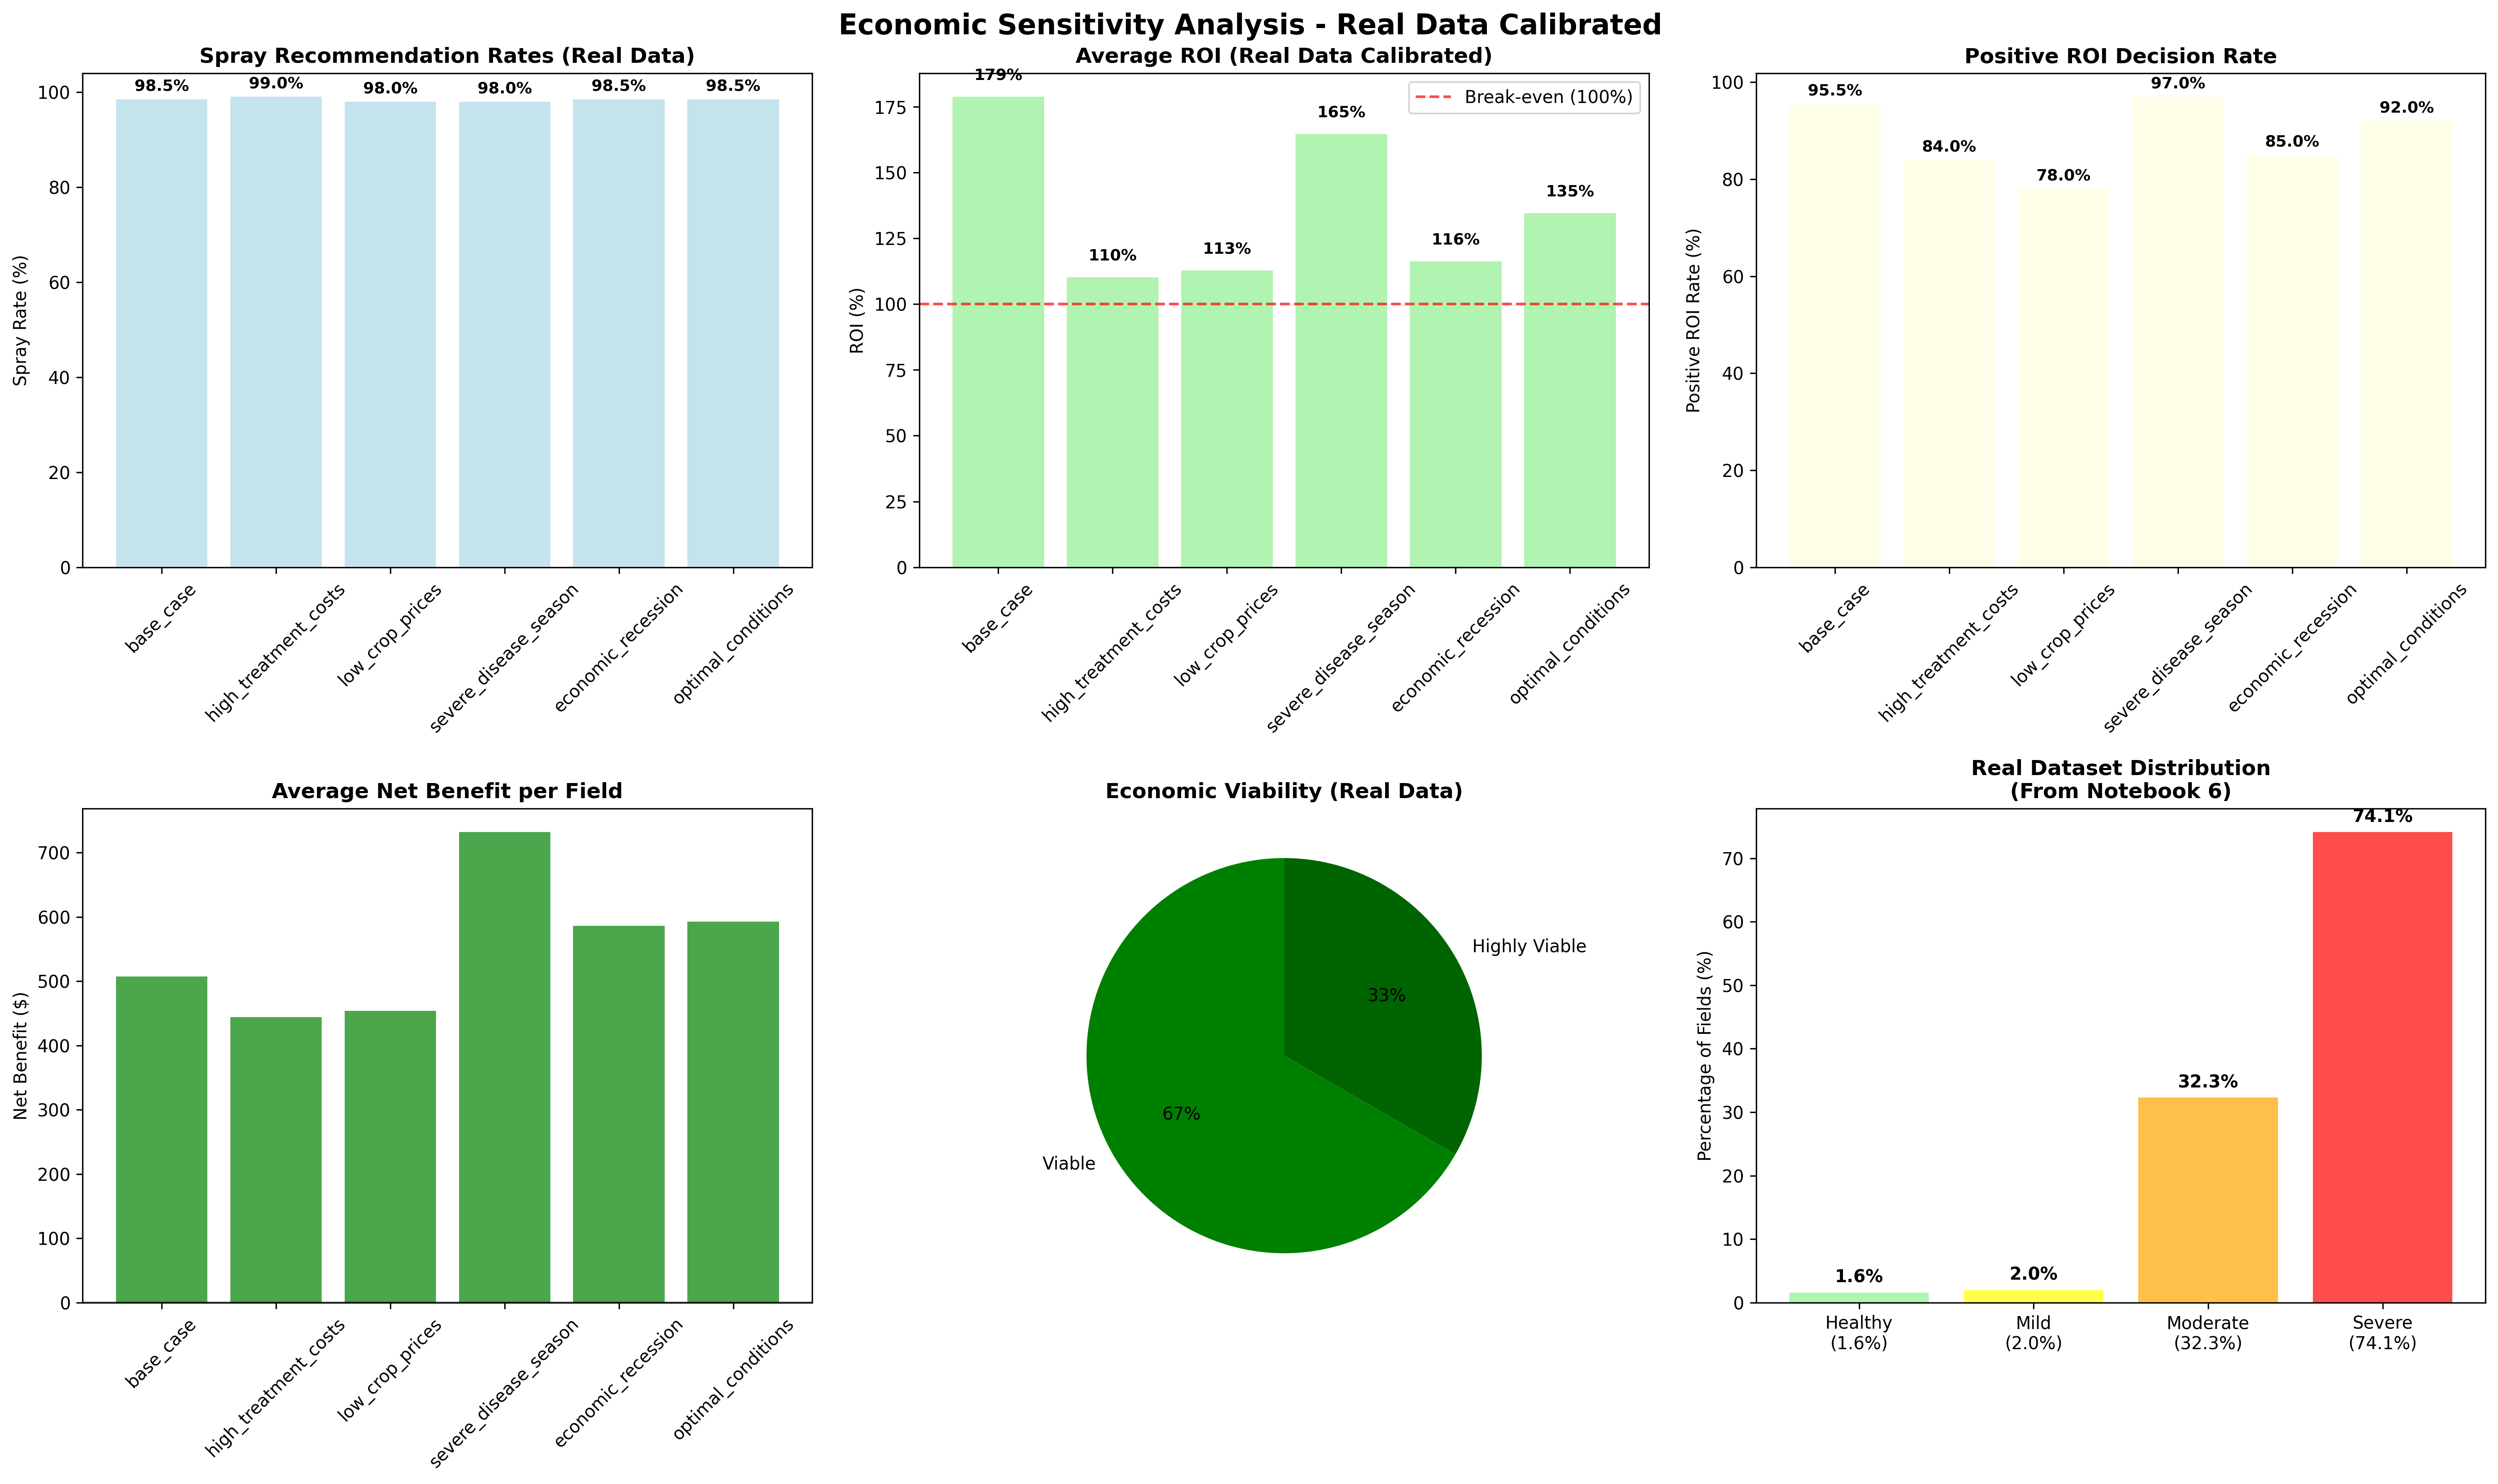 Economic Sensitivity Analysis - Real Data Calibrated
Spray Recommendation Rates (Real Data)
Spray Rate (%)
100
80
60
40
20
0
98.5%
99.0%
98.0%
98.0%
98.5%
98.5%
base_case
high_treatment_costs
low_crop_prices
severe_disease_season
economic_recession
optimal_conditions
Average ROI (Real Data Calibrated)
ROI (%)
175
150
125
100
75
50
25
0
179%
110%
113%
165%
116%
135%
Break-even (100%)
base_case
high_treatment_costs
low_crop_prices
severe_disease_season
economic_recession
optimal_conditions
Positive ROI Decision Rate
Positive ROI Rate (%)
100
80
60
40
20
0
95.5%
84.0%
78.0%
97.0%
85.0%
92.0%
base_case
high_treatment_costs
low_crop_prices
severe_disease_season
economic_recession
optimal_conditions
Average Net Benefit per Field
Net Benefit ($)
700
600
500
400
300
200
100
0
base_case
high_treatment_costs
low_crop_prices
severe_disease_season
economic_recession
optimal_conditions
Economic Viability (Real Data)
Highly Viable
33%
67%
Viable
Real Dataset Distribution
(From Notebook 6)
Percentage of Fields (%)
70
60
50
40
30
20
10
0
1.6%
2.0%
32.3%
74.1%
Healthy
(1.6%)
Mild
(2.0%)
Moderate
(32.3%)
Severe
(74.1%)